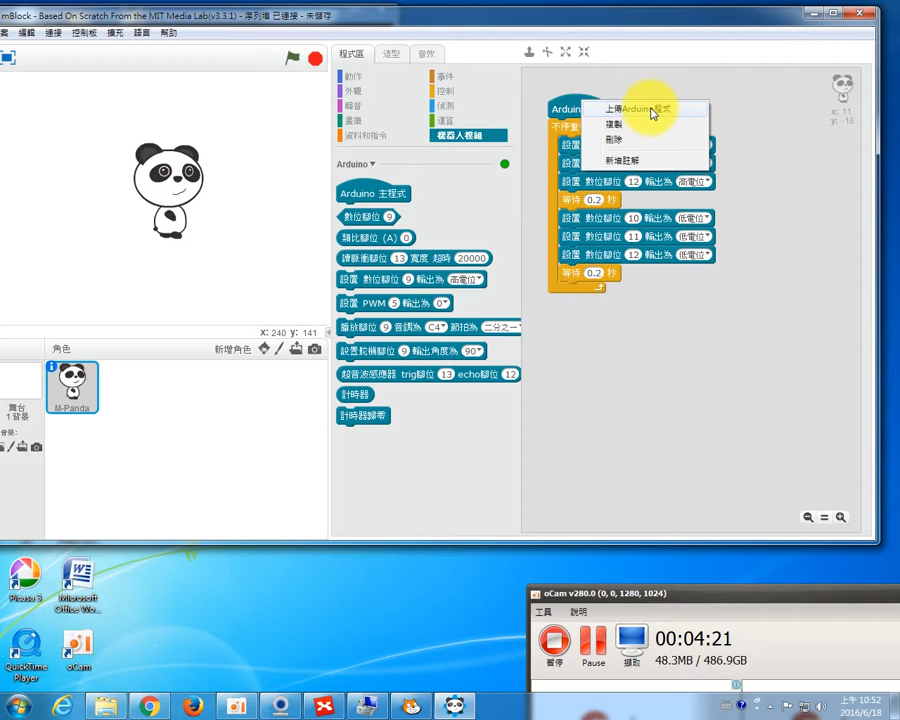 mBlock - Based On Scratch From the MIT Media Lab(v3.3.1) - 序列埠 已連接 - 未儲存
案 編輯 連接 控制板 擴充 語言 幫助
程式區 造型 音效
動作 事件
外觀 控制
聲音 偵測
畫筆 運算
資料和指令 機器人模組
Arduino
Arduino 主程式
數位腳位 9
類比腳位 (A) 0
讀脈衝腳位 13 寬度 超時 20000
設置 數位腳位 9 輸出為 高電位
設置 PWM 5 輸出為 0
播放腳位 9 音調為 C4 節拍為 二分之一
設置舵機腳位 9 輸出角度為 90
超音波感應器 trig腳位 13 echo腳位 12
計時器
計時器歸零
x: 11
y: -16
Arduin
不停重
設置
設置
設置 數位腳位 12 輸出為 高電位
等待 0.2 秒
設置 數位腳位 10 輸出為 低電位
設置 數位腳位 11 輸出為 低電位
設置 數位腳位 12 輸出為 低電位
等待 0.2 秒
上傳Arduino程式
複製
刪除
新增註解
x: 240 y: 141
角色 新增角色
M-Panda
舞台
1背景
背景:
Picasa 3
Microsoft Office Wo...
QuickTime Player
oCam
oCam v280.0 (0, 0, 1280, 1024)
工具 說明
暫停
Pause
擷取
00:04:21
48.3MB / 486.9GB
上午 10:52
2016/6/18